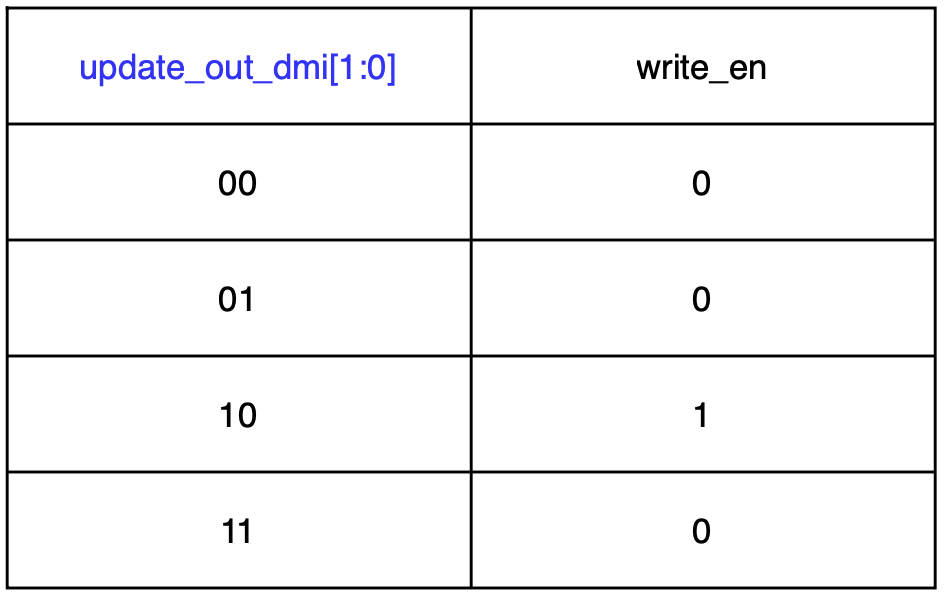 update_out_dmi[1:0] write_en
00 0
01 0
10 1
11 0